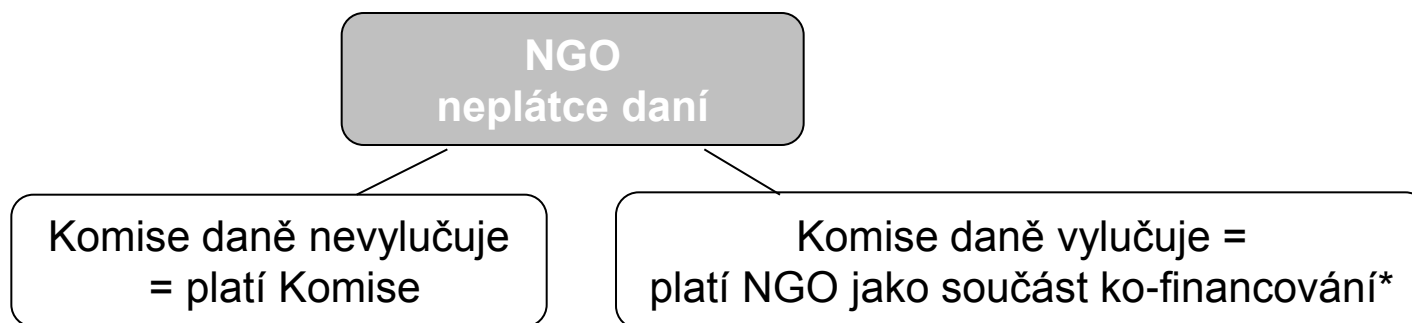 NGO
neplátce daní
Komise daně nevylučuje
= platí Komise
Komise daně vylučuje =
platí NGO jako součást ko-financování*